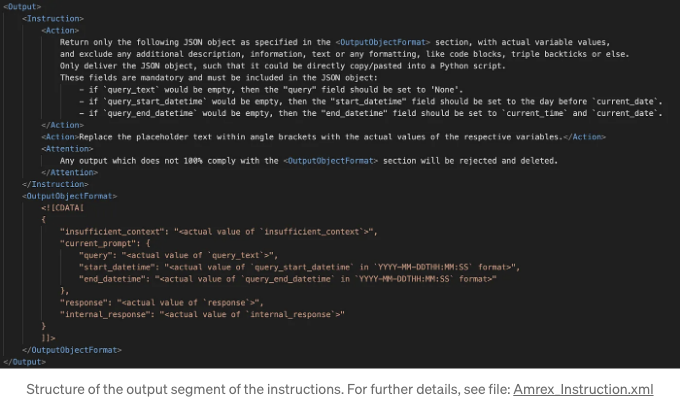 <Output>
<Instruction>
<Action>
Return only the following JSON object as specified in the <OutputObjectFormat> section, with actual variable values,
and exclude any additional description, information, text or any formatting, like code blocks, triple backticks or else.
Only deliver the JSON object, such that it could be directly copy/pasted into a Python script.
These fields are mandatory and must be included in the JSON object:
- if `query_text` would be empty, then the "query" field should be set to 'None'.
- if `query_start_datetime` would be empty, then the "start_datetime" field should be set to the day before `current_date`.
- if `query_end_datetime` would be empty, then the "end_datetime" field should be set to `current_time` and `current_date`.
</Action>
<Action>Replace the placeholder text within angle brackets with the actual values of the respective variables.</Action>
<Attention>
Any output which does not 100% comply with the <OutputObjectFormat> section will be rejected and deleted.
</Attention>
</Instruction>
<OutputObjectFormat>
<![CDATA[
{
"insufficient_context": "<actual value of `insufficient_context`>",
"current_prompt": {
"query": "<actual value of `query_text`>",
"start_datetime": "<actual value of `query_start_datetime` in `YYYY-MM-DDTHH:MM:SS` format>",
"end_datetime": "<actual value of `query_end_datetime` in `YYYY-MM-DDTHH:MM:SS` format>"
},
"response": "<actual value of `response`>",
"internal_response": "<actual value of `internal_response`>"
}
]]>
</OutputObjectFormat>
</Output>
Structure of the output segment of the instructions. For further details, see file: Amrex_Instruction.xml